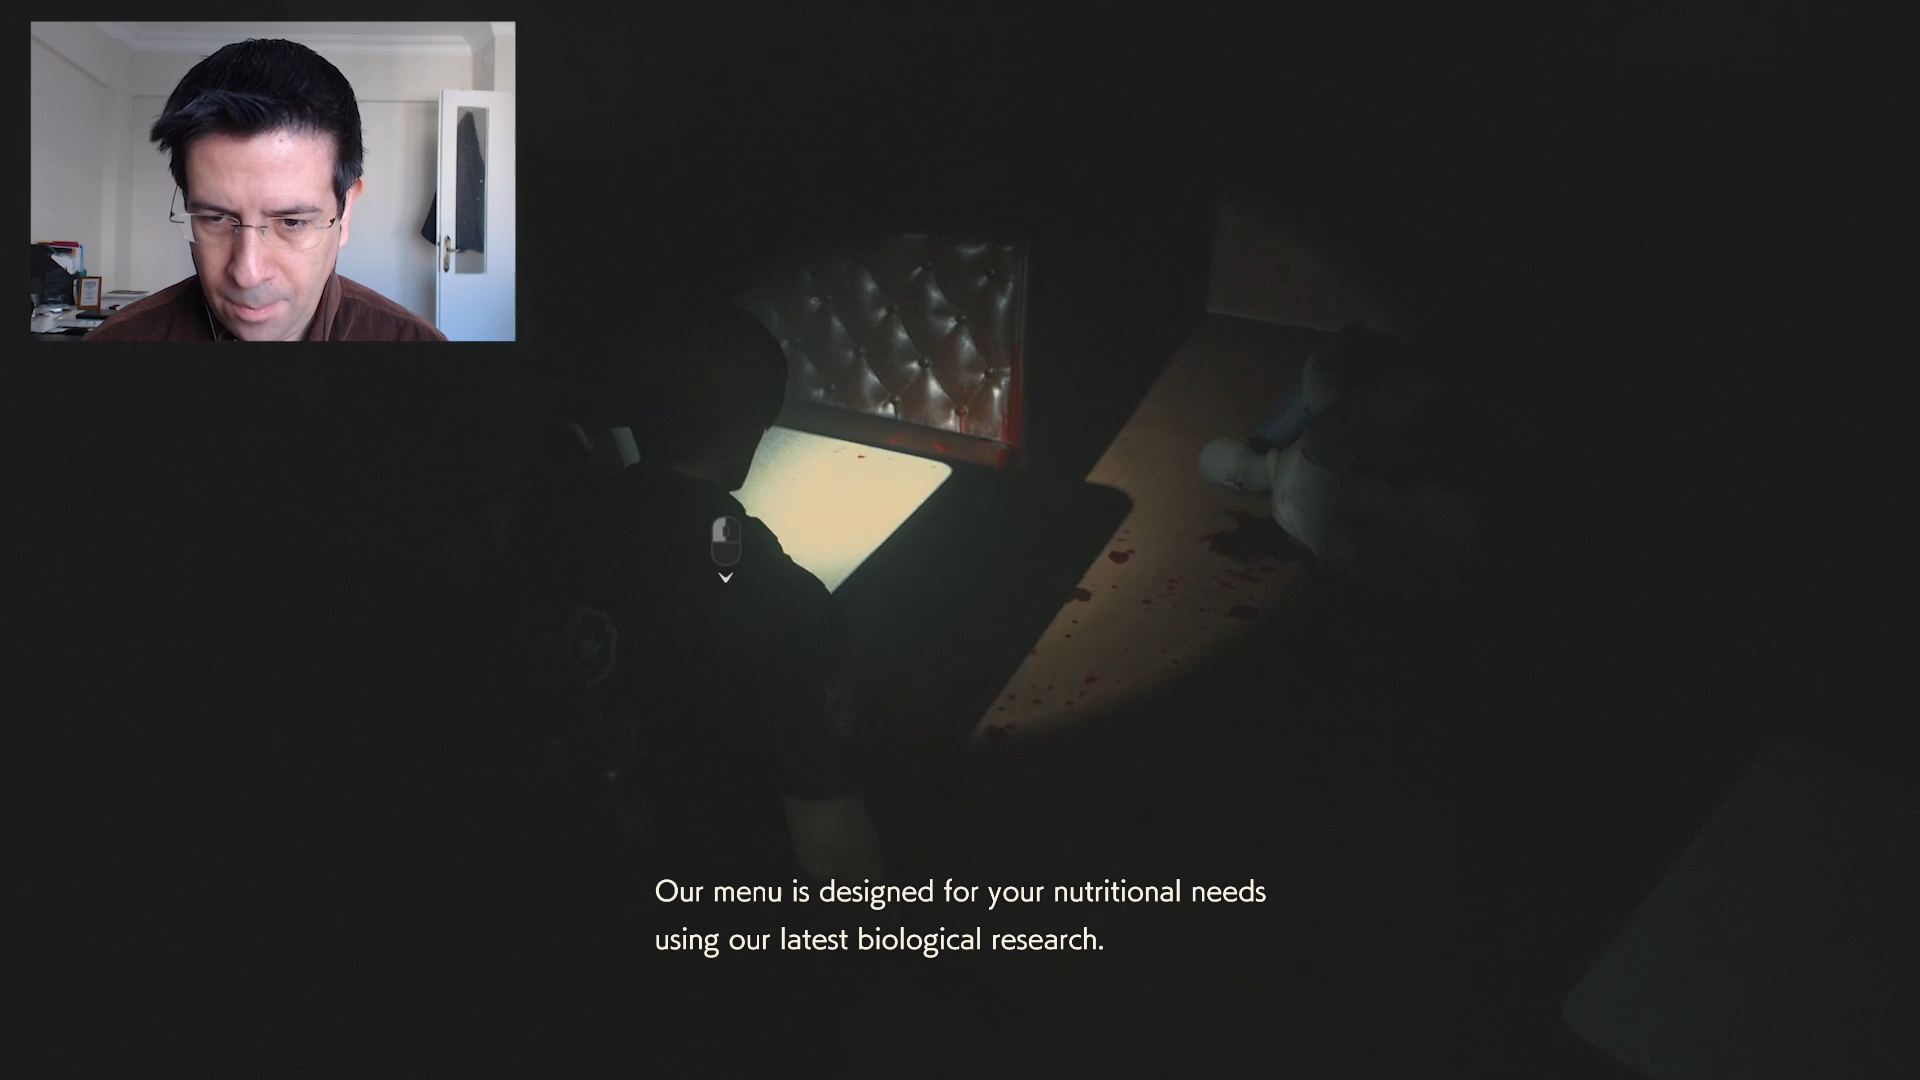 Our menu is designed for your nutritional needs
using our latest biological research.